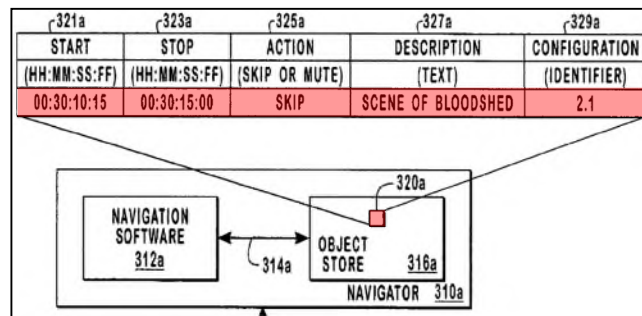 321a 323a 325a 327a 329a
START STOP ACTION DESCRIPTION CONFIGURATION
(HH:MM:SS:FF) (HH:MM:SS:FF) (SKIP OR MUTE) (TEXT) (IDENTIFIER)
00:30:10:15 00:30:15:00 SKIP SCENE OF BLOODSHED 2.1
320a
NAVIGATION
SOFTWARE
312a
314a
OBJECT
STORE 316a
NAVIGATOR 310a